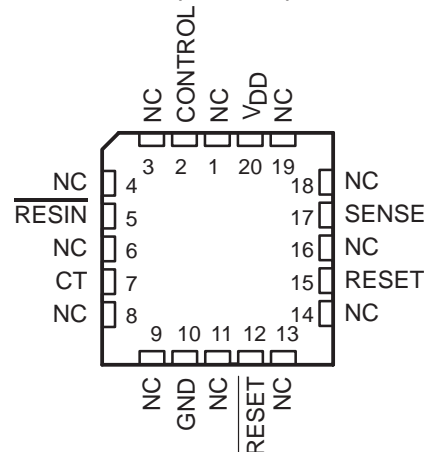 NC
CONTROL
NC
VDD
NC
3 2 1 20 19
NC 4
RESIN 5
NC 6
CT 7
NC 8
18 NC
17 SENSE
16 NC
15 RESET
14 NC
9 10 11 12 13
NC
GND
NC
RESET
NC